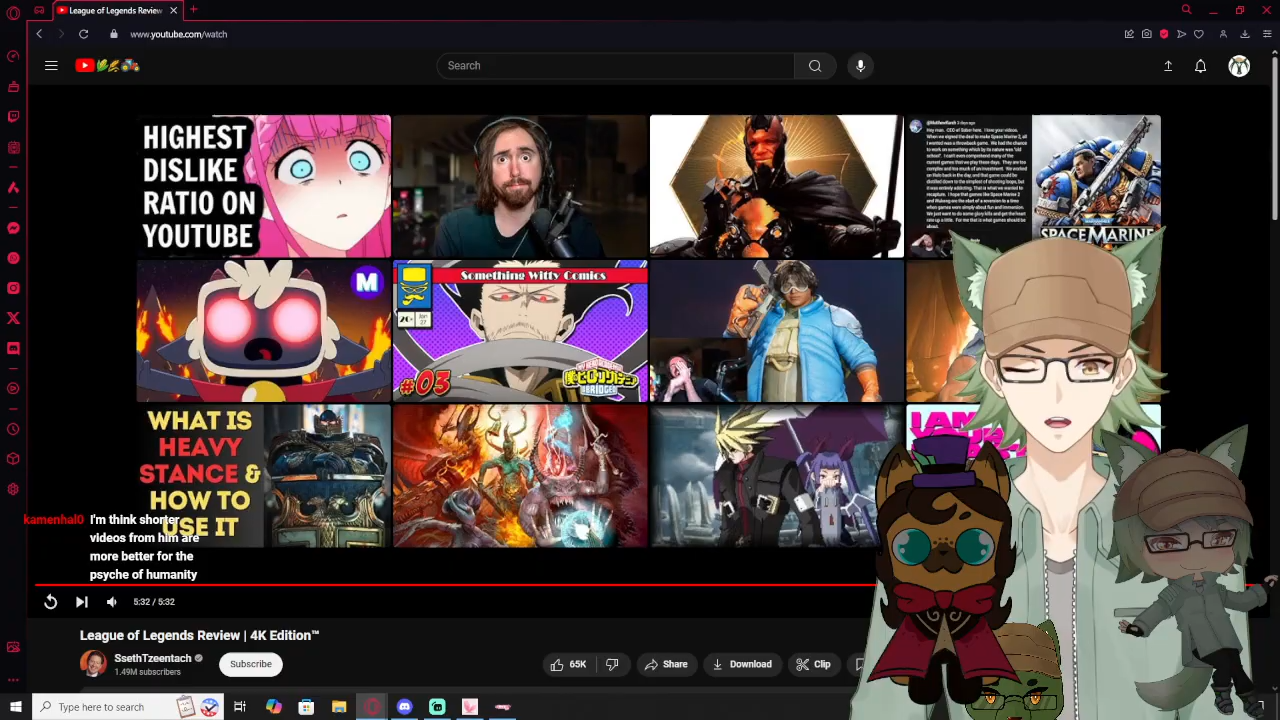 League of Legends Review
www.youtube.com/watch
Search
HIGHEST
DISLIKE
RATIO ON
YOUTUBE
SPACE MARINE
M
Something Witty Comics
#03
WHAT IS
HEAVY
STANCE &
HOW TO
USE IT
kamenhal0 I'm think shorter
videos from him are
more better for the
psyche of humanity
5:32 / 5:32
League of Legends Review | 4K Edition™
SsethTzeentach
1.49M subscribers
Subscribe
65K
Share
Download
Clip
Type here to search